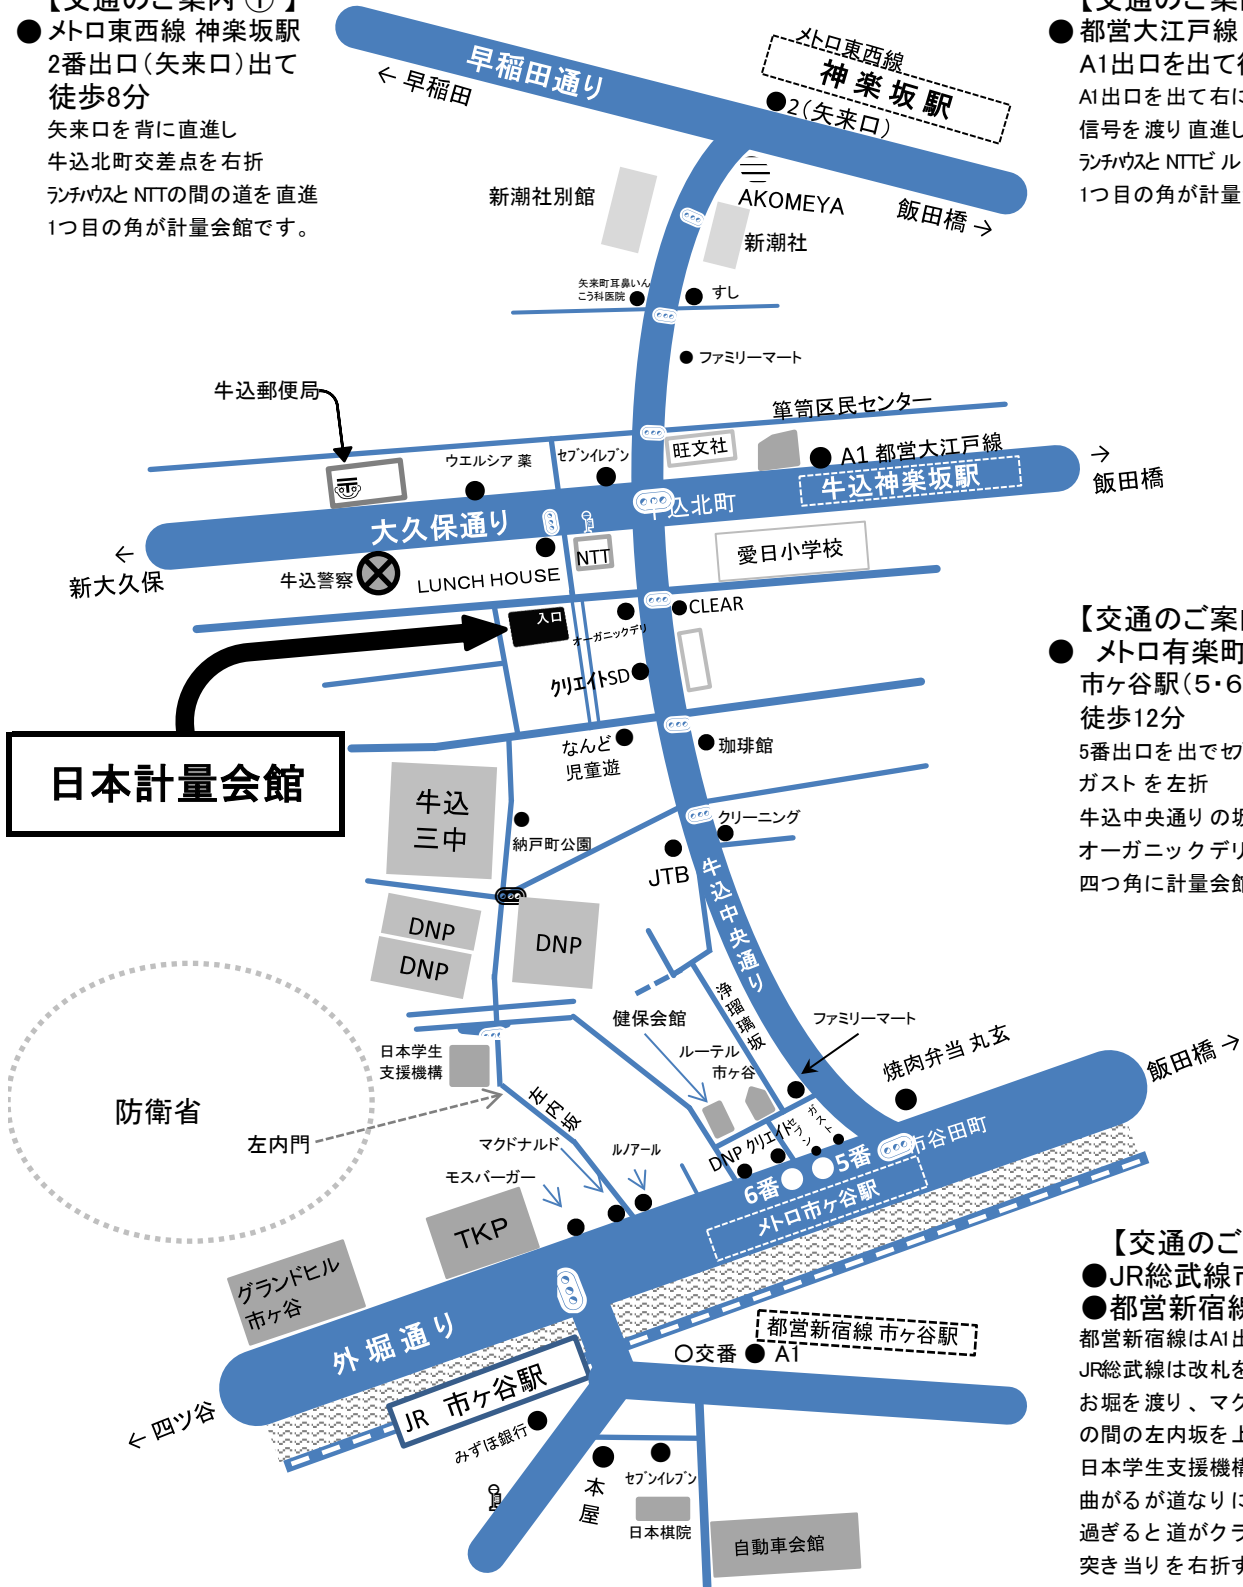 【交通のご案内 ① 】
● メトロ東西線 神楽坂駅
2番出口（矢来口）出て
徒歩8分
矢来口を背に直進し
牛込北町交差点を右折
ランチハウスと NTTの間の道を直進
1つ目の角が計量会館です。
● 都営大江戸線
A1出口を出て
A1出口を出て右に
信号を渡り直進し
ランチハウスと NTTビル
1つ目の角が計量
メトロ東西線
神楽坂駅
2（矢来口）
早稲田通り
← 早稲田
飯田橋 →
AKOMEYA
新潮社別館
新潮社
矢来町耳鼻いん
こう科医院
すし
ファミリーマート
牛込郵便局
箪笥区民センター
旺文社
A1 都営大江戸線
牛込神楽坂駅
→
飯田橋
ウエルシア 薬
セブンイレブン
大久保通り
込北町
←
新大久保
NTT
愛日小学校
牛込警察
LUNCH HOUSE
CLEAR
入口
オーガニックデリ
クリエイトSD
日本計量会館
なんど
児童遊
珈琲館
牛込
三中
納戸町公園
クリーニング
JTB
牛込中央通り
DNP
DNP
DNP
浄瑠璃坂
健保会館
ファミリーマート
ルーテル
市ヶ谷
焼肉弁当 丸玄
飯田橋 →
日本学生
支援機構
防衛省
左内門
左内坂
マクドナルド
モスバーガー
ルノアール
DNP
クリエイト
セブン
ガスト
6番
5番
市谷田町
メトロ市ヶ谷駅
TKP
グランドヒル
市ヶ谷
外堀通り
← 四ツ谷
JR 市ヶ谷駅
都営新宿線 市ヶ谷駅
〇交番 ● A1
みずほ銀行
本屋
セブンイレブン
日本棋院
自動車会館
【交通のご案
● メトロ有楽町
市ヶ谷駅（5・6
徒歩12分
5番出口を出てセ
ガストを左折
牛込中央通りの坂
オーガニックデリ
四つ角に計量会
【交通のご
●JR総武線
●都営新宿線
都営新宿線はA1出
JR総武線は改札を
お堀を渡り、マク
の間の左内坂を上
日本学生支援機構
曲がるが道なりに
過ぎると道がクラ
突き当りを右折す